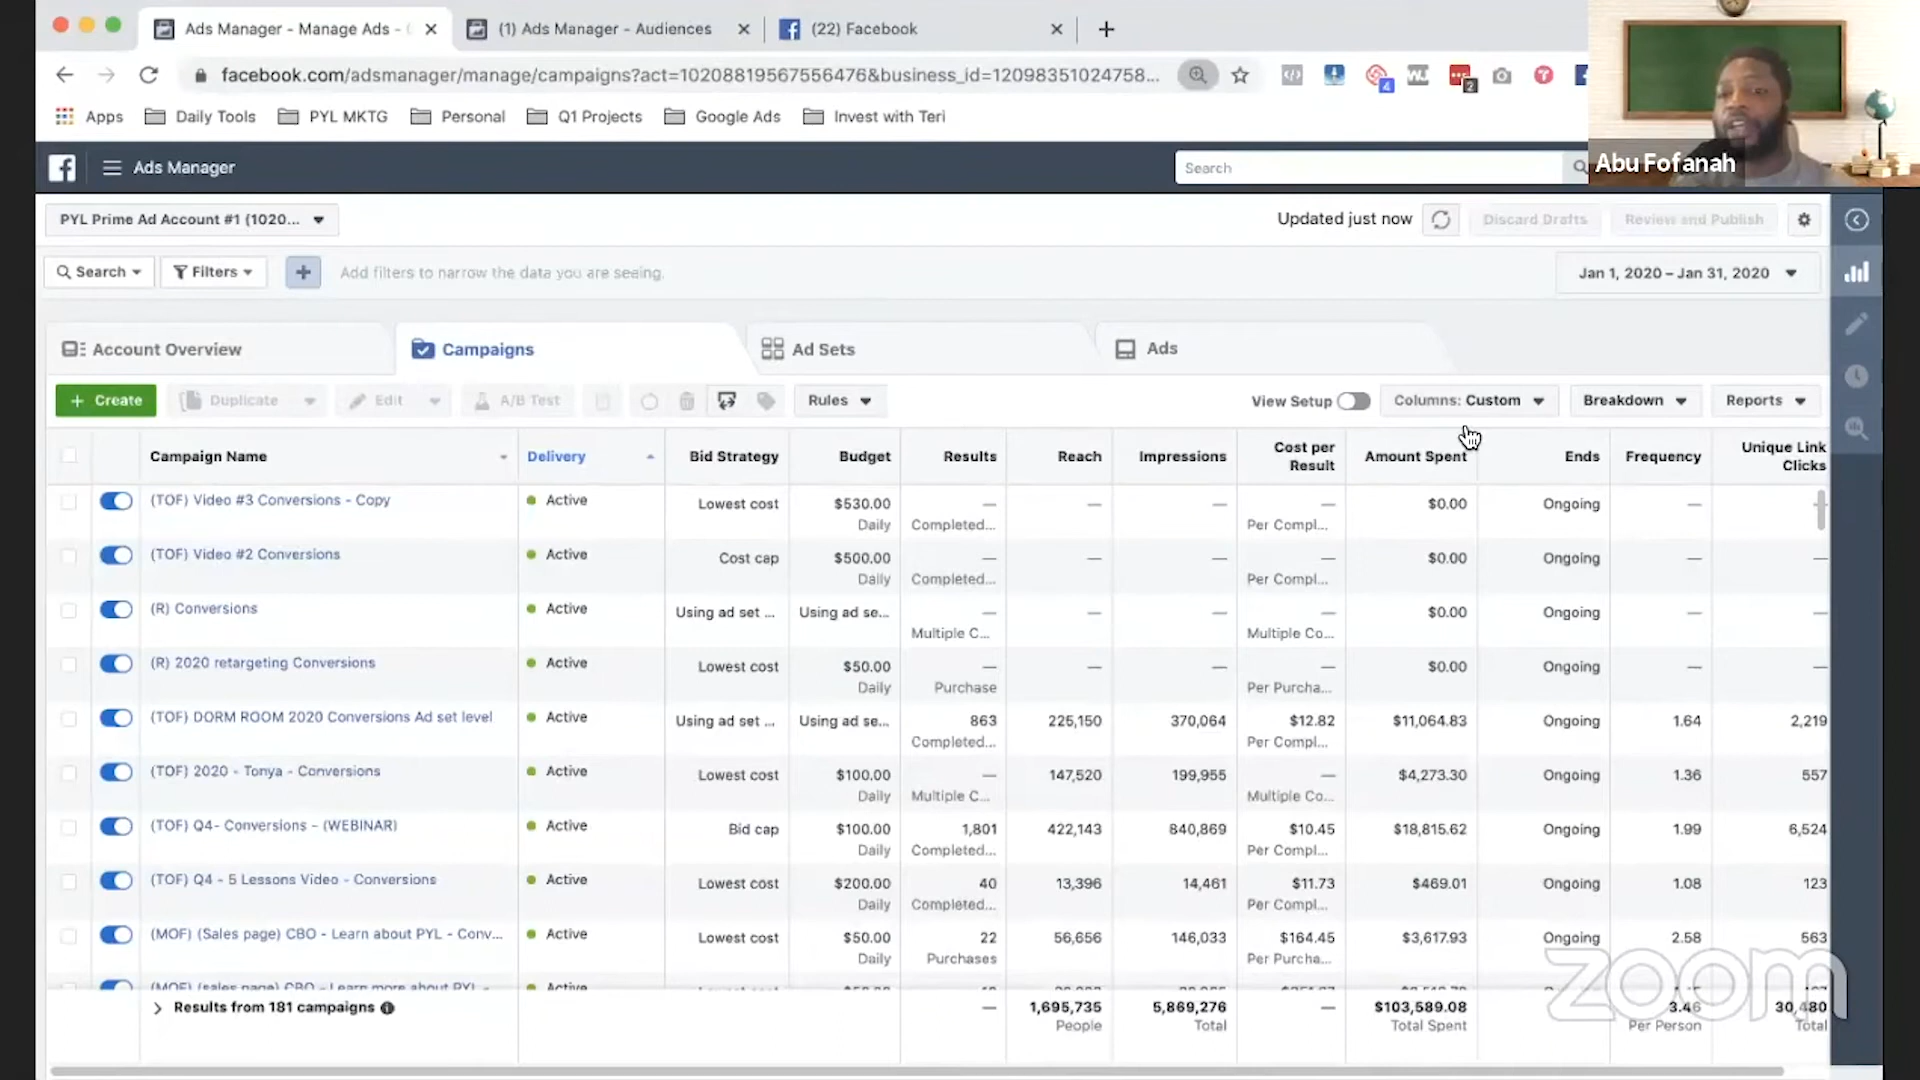 Ads Manager - Manage Ads - (
(1) Ads Manager - Audiences
(22) Facebook
facebook.com/adsmanager/manage/campaigns?act=10208819567556476&business_id=12098351024758...
4
2
Apps
Daily Tools
PYL MKTG
Personal
Q1 Projects
Google Ads
Invest with Teri
Ads Manager
Search
Abu Fofanah
PYL Prime Ad Account #1 (1020...
Updated just now
Discard Drafts
Review and Publish
Search
Filters
Add filters to narrow the data you are seeing.
Jan 1, 2020 – Jan 31, 2020
Account Overview
Campaigns
Ad Sets
Ads
+ Create
Duplicate
Edit
A/B Test
Rules
View Setup
Columns: Custom
Breakdown
Reports
Campaign Name Delivery Bid Strategy Budget Results Reach Impressions Cost per Result Amount Spent Ends Frequency Unique Link Clicks
(TOF) Video #3 Conversions - Copy Active Lowest cost $530.00 — — — — $0.00 Ongoing —
Daily Completed... Per Compl...
(TOF) Video #2 Conversions Active Cost cap $500.00 — — — — $0.00 Ongoing — —
Daily Completed... Per Compl...
(R) Conversions Active Using ad set ... Using ad se... — — — — $0.00 Ongoing — —
Multiple C... Multiple Co...
(R) 2020 retargeting Conversions Active Lowest cost $50.00 — — — — $0.00 Ongoing — —
Daily Purchase Per Purcha...
(TOF) DORM ROOM 2020 Conversions Ad set level Active Using ad set ... Using ad se... 863 225,150 370,064 $12.82 $11,064.83 Ongoing 1.64 2,219
Completed... Per Compl...
(TOF) 2020 - Tonya - Conversions Active Lowest cost $100.00 — 147,520 199,955 — $4,273.30 Ongoing 1.36 557
Daily Multiple C... Multiple Co...
(TOF) Q4- Conversions - (WEBINAR) Active Bid cap $100.00 1,801 422,143 840,869 $10.45 $18,815.62 Ongoing 1.99 6,524
Daily Completed... Per Compl...
(TOF) Q4 - 5 Lessons Video - Conversions Active Lowest cost $200.00 40 13,396 14,461 $11.73 $469.01 Ongoing 1.08 123
Daily Completed... Per Compl...
(MOF) (Sales page) CBO - Learn about PYL - Conv... Active Lowest cost $50.00 22 56,656 146,033 $164.45 $3,617.93 Ongoing 2.58 563
Daily Purchases Per Purcha...
(MOF) (sales page) CBO - Learn more about PYL - Active Lowest cost
Results from 181 campaigns — 1,695,735 5,869,276 — $103,589.08 3.46 30,480
People Total Total Spent Per Person Total
zoom